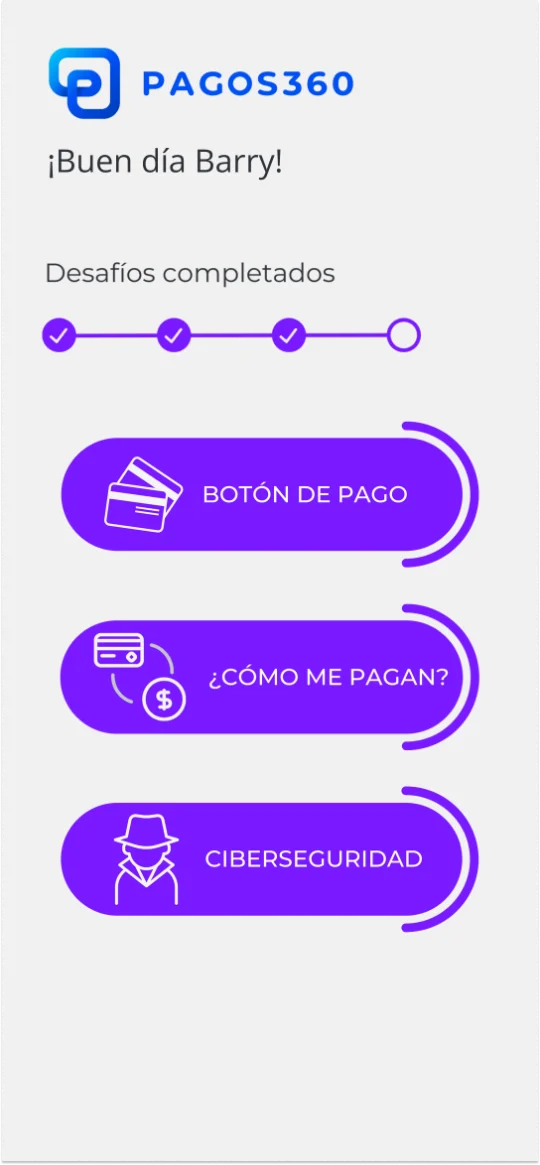 PAGOS360
¡Buen día Barry!
Desafíos completados
BOTÓN DE PAGO
¿CÓMO ME PAGAN?
$
CIBERSEGURIDAD